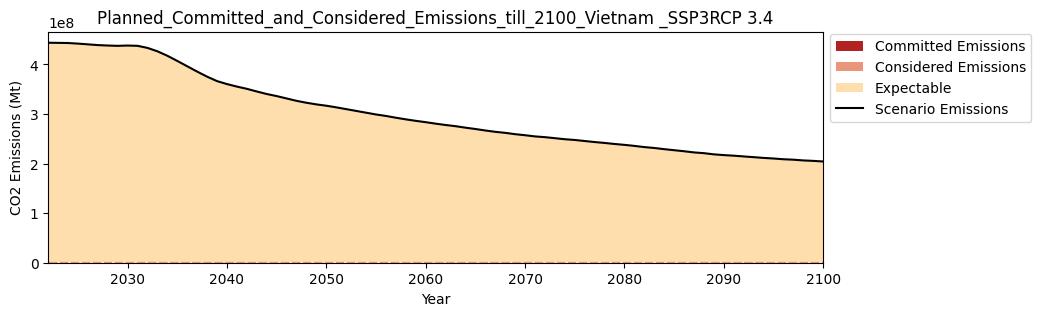 Planned_Committed_and_Considered_Emissions_till_2100_Vietnam _SSP3RCP 3.4
1e8
CO2 Emissions (Mt)
4
3
2
1
0
2030 2040 2050 2060 2070 2080 2090 2100
Year
Committed Emissions
Considered Emissions
Expectable
Scenario Emissions